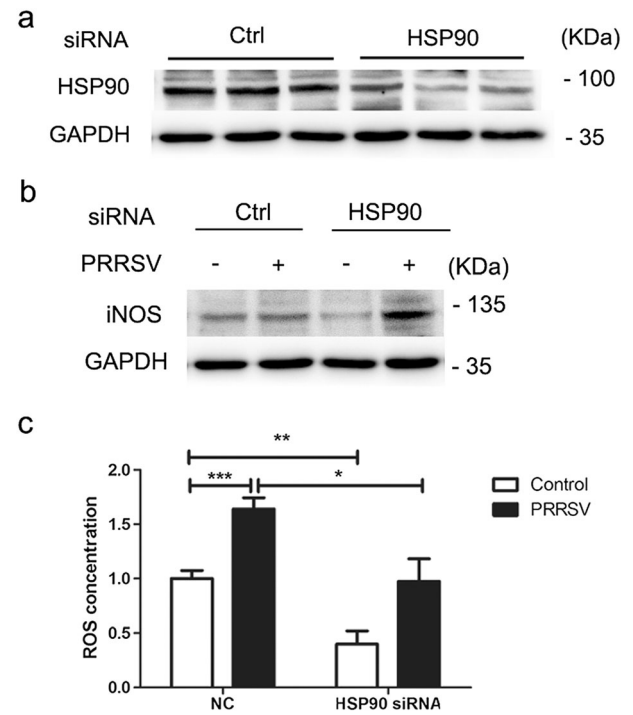 a
siRNA Ctrl HSP90 (KDa)
HSP90 - 100
GAPDH - 35
b
siRNA Ctrl HSP90
PRRSV - + - + (KDa)
iNOS - 135
GAPDH - 35
c
**
*** *
2.0
1.5
1.0
0.5
0.0
ROS concentration
Control
PRRSV
NC HSP90 siRNA